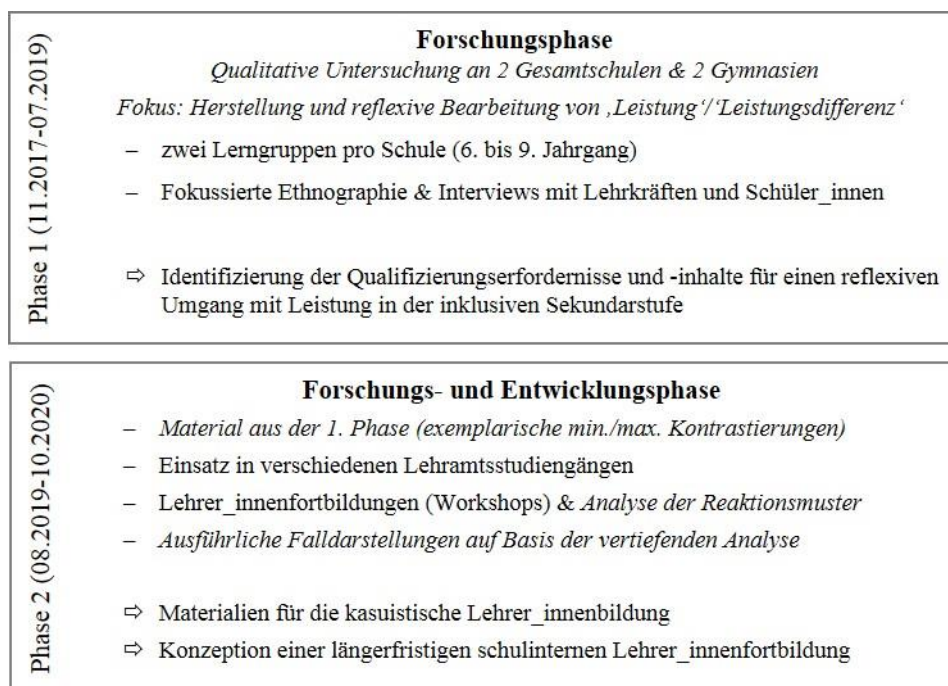 Phase 1 (11.2017-07.2019)
Forschungsphase
Qualitative Untersuchung an 2 Gesamtschulen & 2 Gymnasien
Fokus: Herstellung und reflexive Bearbeitung von ‚Leistung‘/‘Leistungsdifferenz‘
– zwei Lerngruppen pro Schule (6. bis 9. Jahrgang)
– Fokussierte Ethnographie & Interviews mit Lehrkräften und Schüler_innen
⇨ Identifizierung der Qualifizierungserfordernisse und -inhalte für einen reflexiven
Umgang mit Leistung in der inklusiven Sekundarstufe
Phase 2 (08.2019-10.2020)
Forschungs- und Entwicklungsphase
– Material aus der 1. Phase (exemplarische min./max. Kontrastierungen)
– Einsatz in verschiedenen Lehramtsstudiengängen
– Lehrer_innenfortbildungen (Workshops) & Analyse der Reaktionsmuster
– Ausführliche Falldarstellungen auf Basis der vertiefenden Analyse
⇨ Materialien für die kasuistische Lehrer_innenbildung
⇨ Konzeption einer längerfristigen schulinternen Lehrer_innenfortbildung